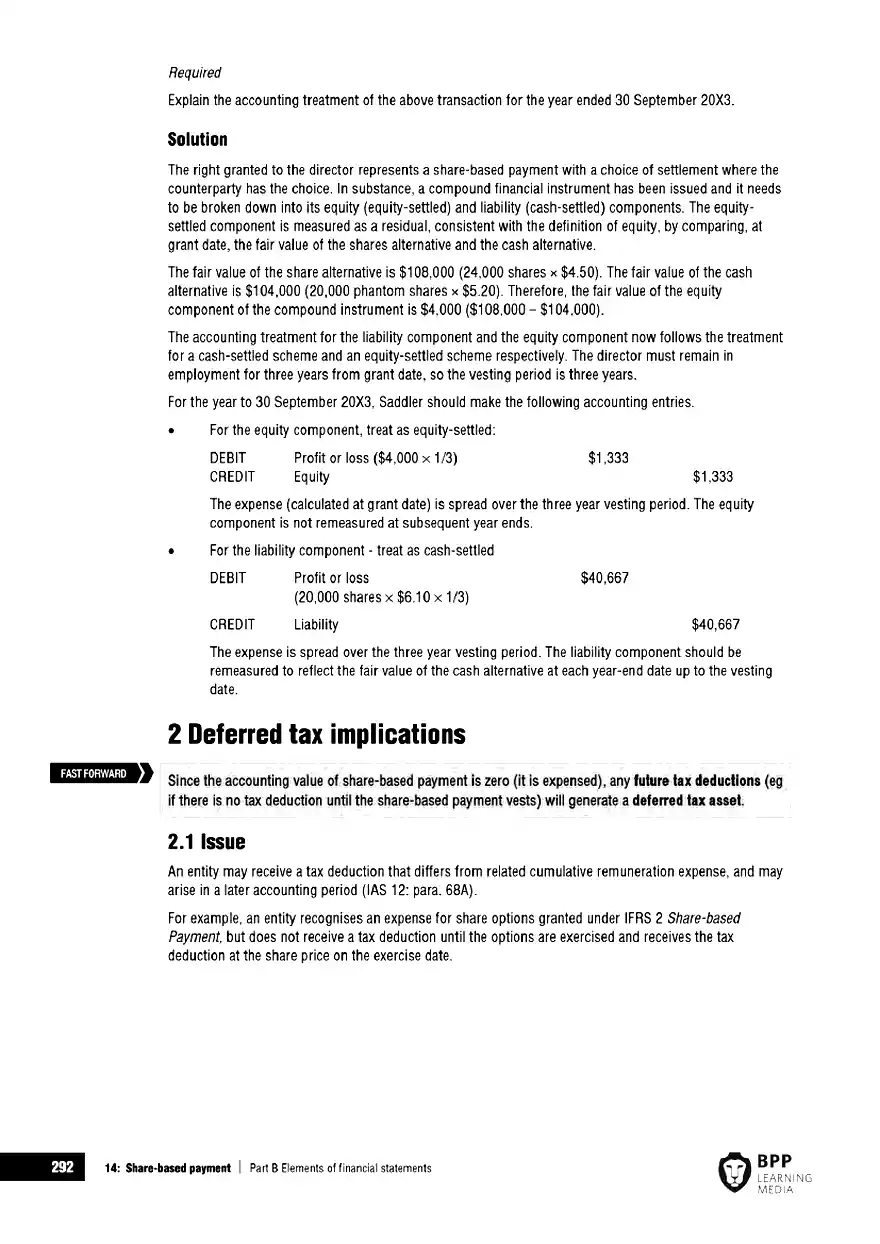 Required
Explain the accounting treatment of the above transaction for the year ended 30 September 20X3.
Solution
The right granted to the director represents a share-based payment with a choice of settlement where the
counterparty has the choice. In substance, a compound financial instrument has been issued and it needs
to be broken down into its equity (equity-settled) and liability (cash-settled) components. The equity-
settled component is measured as a residual, consistent with the definition of equity, by comparing, at
grant date, the fair value of the shares alternative and the cash alternative.
The fair value of the share alternative is $108,000 (24,000 shares × $4.50). The fair value of the cash
alternative is $104,000 (20,000 phantom shares × $5.20). Therefore, the fair value of the equity
component of the compound instrument is $4,000 ($108,000 – $104,000).
The accounting treatment for the liability component and the equity component now follows the treatment
for a cash-settled scheme and an equity-settled scheme respectively. The director must remain in
employment for three years from grant date, so the vesting period is three years.
For the year to 30 September 20X3, Saddler should make the following accounting entries.
• For the equity component, treat as equity-settled:
DEBIT Profit or loss ($4,000 × 1/3) $1,333
CREDIT Equity $1,333
The expense (calculated at grant date) is spread over the three year vesting period. The equity
component is not remeasured at subsequent year ends.
• For the liability component - treat as cash-settled
DEBIT Profit or loss $40,667
(20,000 shares × $6.10 × 1/3)
CREDIT Liability $40,667
The expense is spread over the three year vesting period. The liability component should be
remeasured to reflect the fair value of the cash alternative at each year-end date up to the vesting
date.
2 Deferred tax implications
FAST FORWARD
Since the accounting value of share-based payment is zero (it is expensed), any future tax deductions (eg
if there is no tax deduction until the share-based payment vests) will generate a deferred tax asset.
2.1 Issue
An entity may receive a tax deduction that differs from related cumulative remuneration expense, and may
arise in a later accounting period (IAS 12: para. 68A).
For example, an entity recognises an expense for share options granted under IFRS 2 Share-based
Payment, but does not receive a tax deduction until the options are exercised and receives the tax
deduction at the share price on the exercise date.
292 14: Share-based payment | Part B Elements of financial statements
BPP
LEARNING
MEDIA